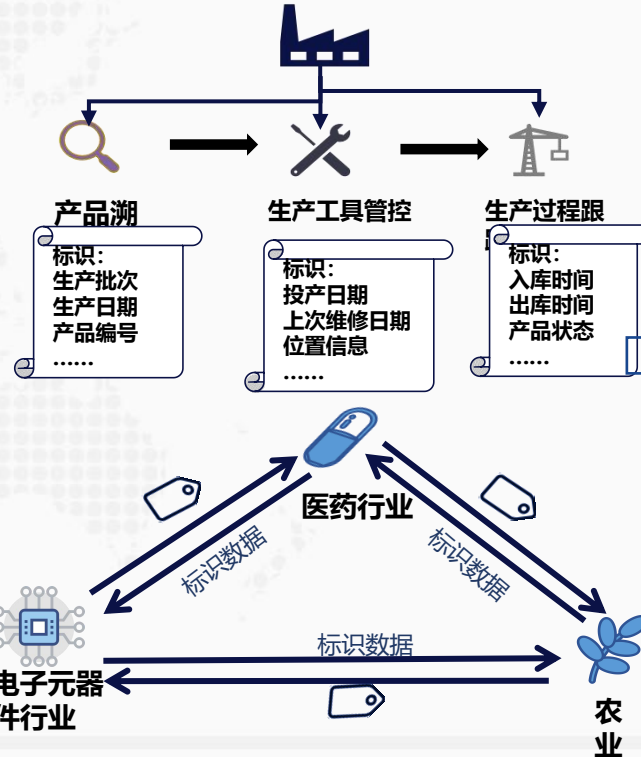 产品溯
生产工具管控
生产过程跟
标识：
生产批次
生产日期
产品编号
……
标识：
投产日期
上次维修日期
位置信息
……
标识：
入库时间
出库时间
产品状态
……
医药行业
标识数据
标识数据
标识数据
电子元器
件行业
农
业